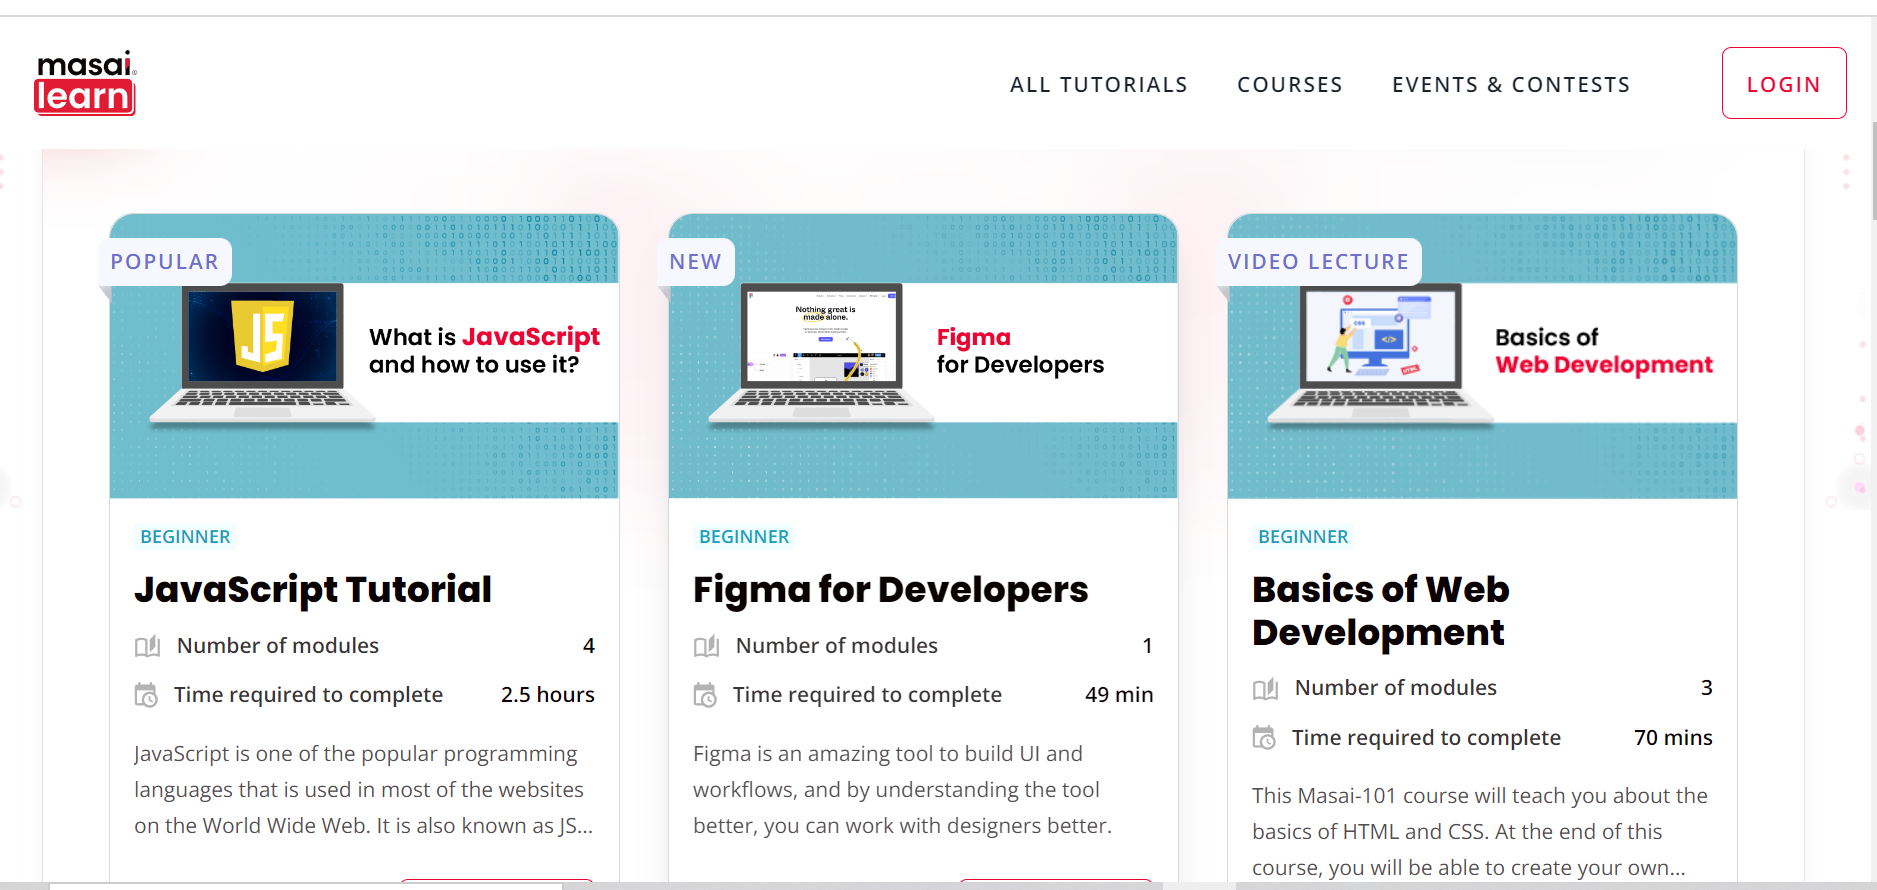 masai
learn
ALL TUTORIALS
COURSES
EVENTS & CONTESTS
LOGIN
POPULAR
JS
What is JavaScript
and how to use it?
BEGINNER
JavaScript Tutorial
Number of modules 4
Time required to complete 2.5 hours
JavaScript is one of the popular programming
languages that is used in most of the websites
on the World Wide Web. It is also known as JS...
NEW
Nothing great is
made alone.
Figma
for Developers
BEGINNER
Figma for Developers
Number of modules 1
Time required to complete 49 min
Figma is an amazing tool to build UI and
workflows, and by understanding the tool
better, you can work with designers better.
VIDEO LECTURE
CSS
</>
HTML
Basics of
Web Development
BEGINNER
Basics of Web
Development
Number of modules 3
Time required to complete 70 mins
This Masai-101 course will teach you about the
basics of HTML and CSS. At the end of this
course, you will be able to create your own...